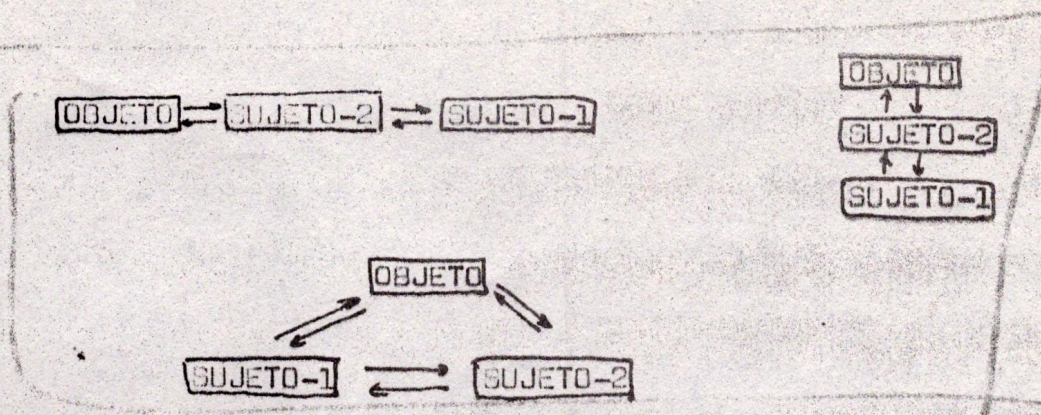 OBJETO SUJETO-2 SUJETO-1
OBJETO
SUJETO-2
SUJETO-1
OBJETO
SUJETO-1 SUJETO-2